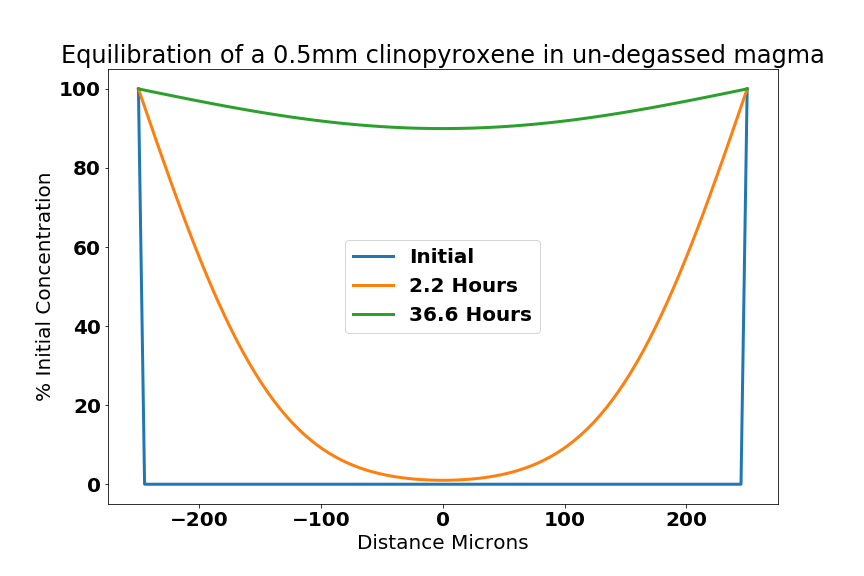 Equilibration of a 0.5mm clinopyroxene in un-degassed magma
100
80
60
40
20
0
% Initial Concentration
Initial
2.2 Hours
36.6 Hours
−200
−100
0
100
200
Distance Microns